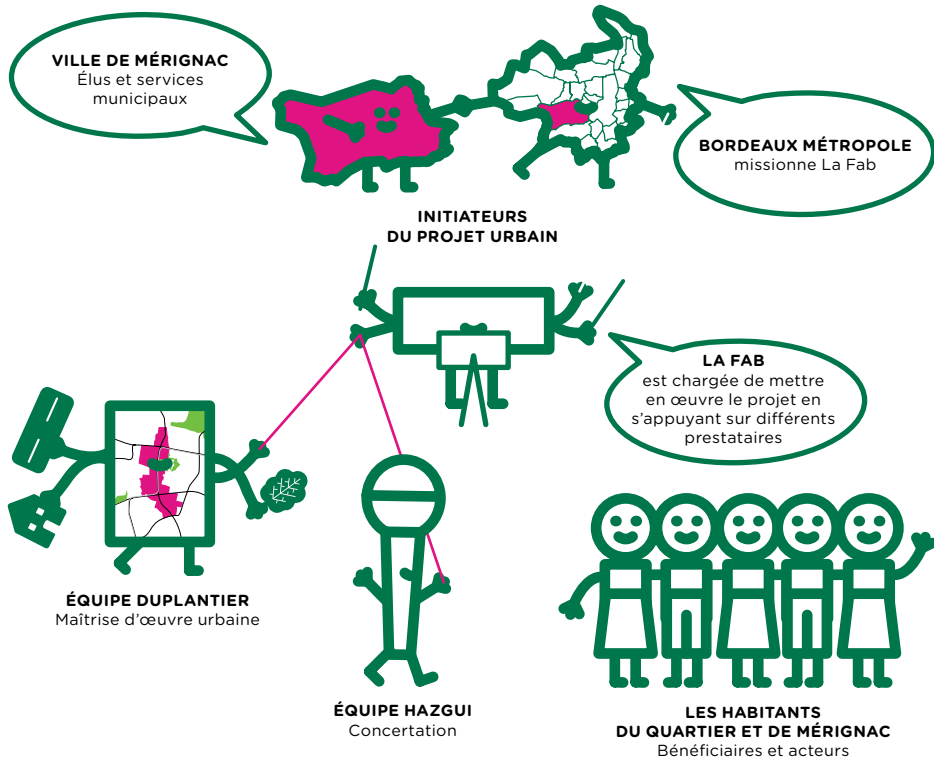 VILLE DE MÉRIGNAC
Élus et services
municipaux
BORDEAUX MÉTROPOLE
missionne La Fab
INITIATEURS
DU PROJET URBAIN
LA FAB
est chargée de mettre
en œuvre le projet en
s'appuyant sur différents
prestataires
ÉQUIPE DUPLANTIER
Maîtrise d'œuvre urbaine
ÉQUIPE HAZGUI
Concertation
LES HABITANTS
DU QUARTIER ET DE MÉRIGNAC
Bénéficiaires et acteurs